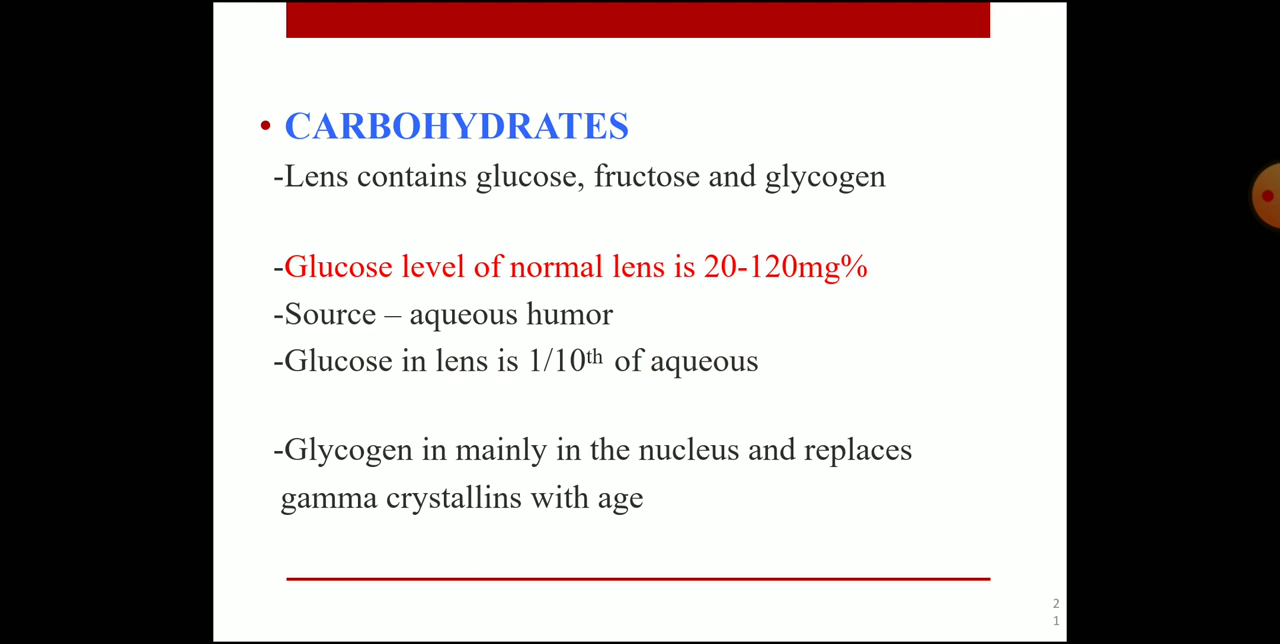 • CARBOHYDRATES
-Lens contains glucose, fructose and glycogen
-Glucose level of normal lens is 20-120mg%
-Source – aqueous humor
-Glucose in lens is 1/10th of aqueous
-Glycogen in mainly in the nucleus and replaces
gamma crystallins with age
2
1